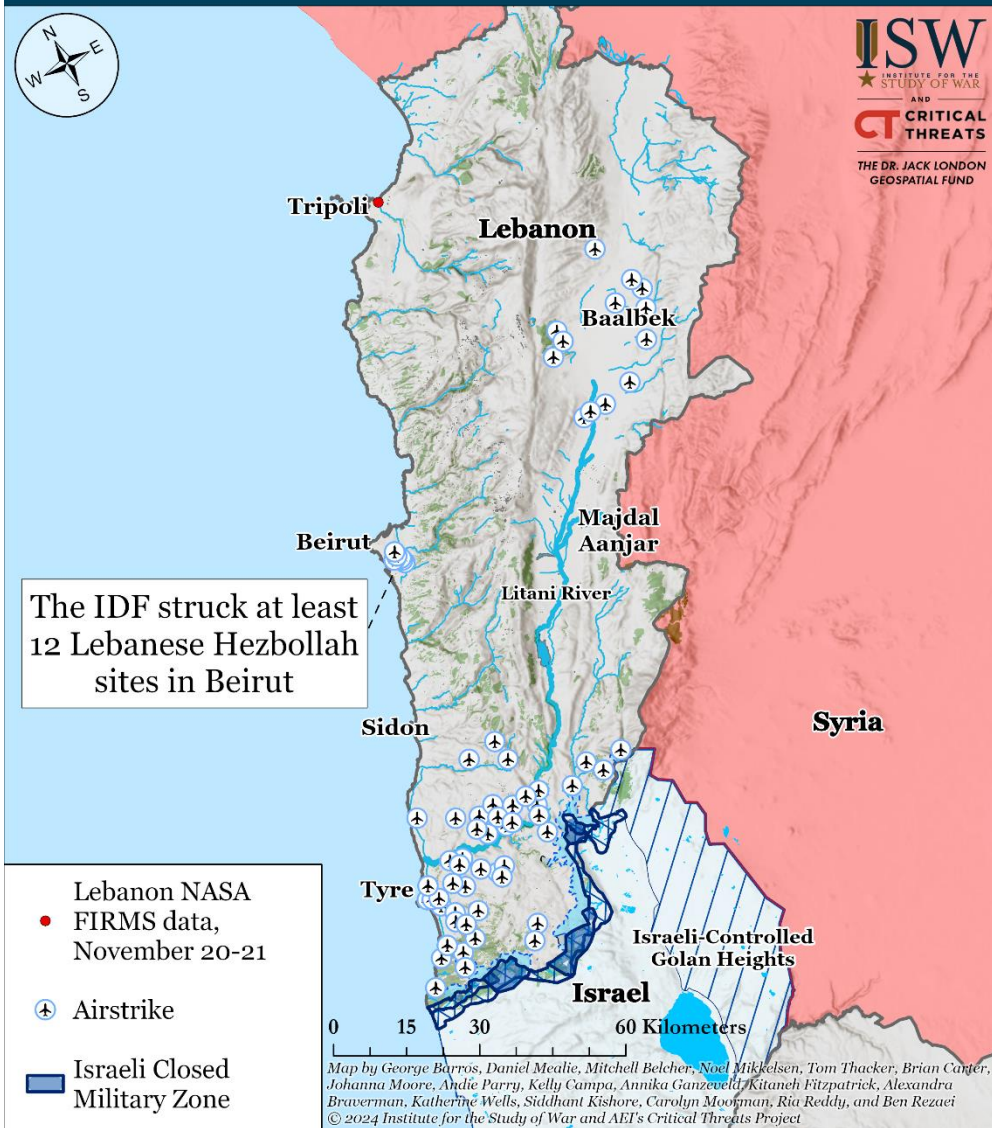 N
E
W
S
ISW
INSTITUTE FOR THE
STUDY OF WAR
AND
CT CRITICAL
THREATS
THE DR. JACK LONDON
GEOSPATIAL FUND
Tripoli
Lebanon
Baalbek
Beirut
Majdal
Aanjar
Litani River
The IDF struck at least
12 Lebanese Hezbollah
sites in Beirut
Sidon
Syria
Tyre
Israeli-Controlled
Golan Heights
Israel
Lebanon NASA
FIRMS data,
November 20-21
Airstrike
Israeli Closed
Military Zone
0 15 30 60 Kilometers
Map by George Barros, Daniel Mealie, Mitchell Belcher, Noel Mikkelsen, Tom Thacker, Brian Carter,
Johanna Moore, Andie Parry, Kelly Campa, Annika Ganzeveld, Kitaneh Fitzpatrick, Alexandra
Braverman, Katherine Wells, Siddhant Kishore, Carolyn Moorman, Ria Reddy, and Ben Rezaei
© 2024 Institute for the Study of War and AEI's Critical Threats Project